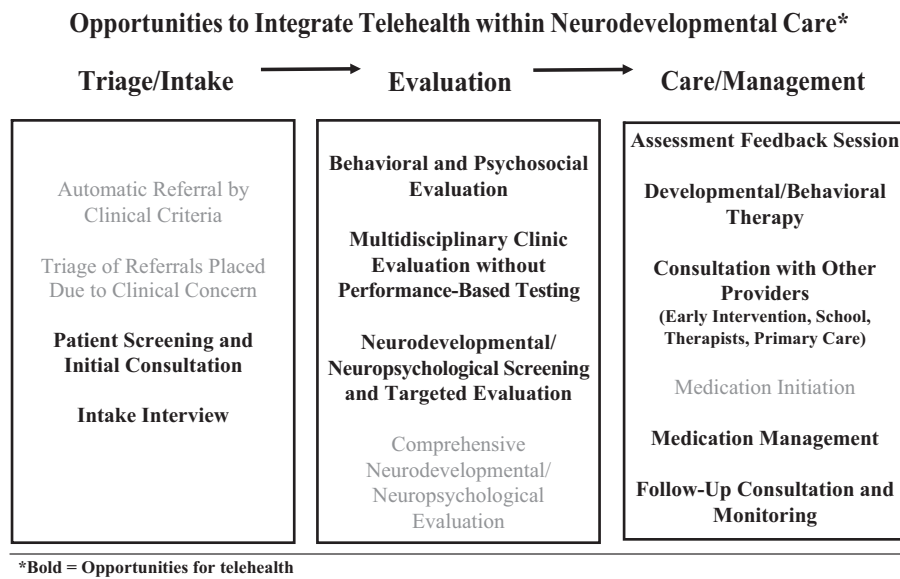 Opportunities to Integrate Telehealth within Neurodevelopmental Care*
Triage/Intake
Evaluation
Care/Management
Automatic Referral by
Clinical Criteria
Triage of Referrals Placed
Due to Clinical Concern
Patient Screening and
Initial Consultation
Intake Interview
Behavioral and Psychosocial
Evaluation
Multidisciplinary Clinic
Evaluation without
Performance-Based Testing
Neurodevelopmental/
Neuropsychological Screening
and Targeted Evaluation
Comprehensive
Neurodevelopmental/
Neuropsychological
Evaluation
Assessment Feedback Session
Developmental/Behavioral
Therapy
Consultation with Other
Providers
(Early Intervention, School,
Therapists, Primary Care)
Medication Initiation
Medication Management
Follow-Up Consultation and
Monitoring
*Bold = Opportunities for telehealth